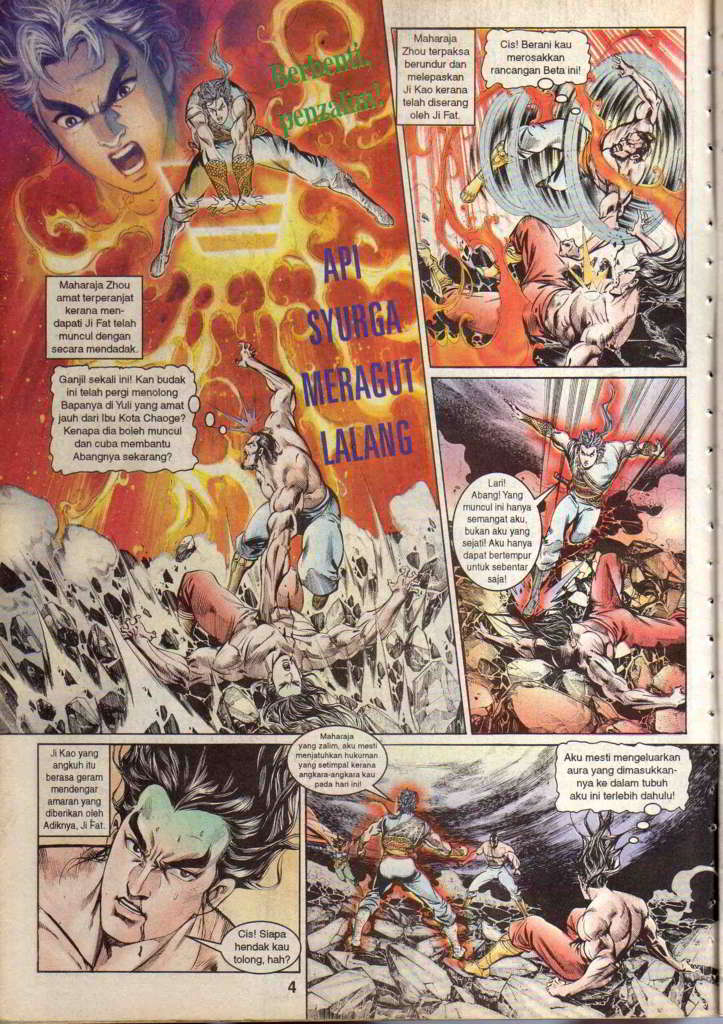 Berhenti,
penzalim!
API
SYURGA
MERAGUT
LALANG
Maharaja Zhou
amat terperanjat
kerana men-
dapati Ji Fat telah
muncul dengan
secara mendadak.
Ganjil sekali ini! Kan budak
ini telah pergi menolong
Bapanya di Yuli yang amat
jauh dari Ibu Kota Chaoge?
Kenapa dia boleh muncul
dan cuba membantu
Abangnya sekarang?
Maharaja
Zhou terpaksa
berundur dan
melepaskan
Ji Kao kerana
telah diserang
oleh Ji Fat.
Cis! Berani kau
merosakkan
rancangan Beta ini!
Lari!
Abang! Yang
muncul ini hanya
semangat aku,
bukan aku yang
sejati! Aku hanya
dapat bertempur
untuk sebentar
saja!
Ji Kao yang
angkuh itu
berasa geram
mendengar
amaran yang
diberikan oleh
Adiknya, Ji Fat.
Cis! Siapa
hendak kau
tolong, hah?
Maharaja
yang zalim, aku mesti
menjatuhkan hukuman
yang setimpal kerana
angkara-angkara kau
pada hari ini!
Aku mesti mengeluarkan
aura yang dimasukkan-
nya ke dalam tubuh
aku ini terlebih dahulu!
4